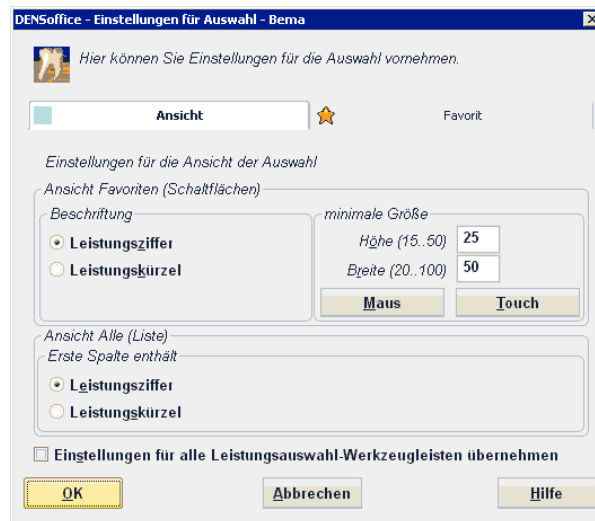 DENSoffice - Einstellungen für Auswahl - Bema
Hier können Sie Einstellungen für die Auswahl vornehmen.
Ansicht
Favorit
Einstellungen für die Ansicht der Auswahl
Ansicht Favoriten (Schaltflächen)
Beschriftung
Leistungsziffer
Leistungskürzel
minimale Größe
Höhe (15..50) 25
Breite (20..100) 50
Maus
Touch
Ansicht Alle (Liste)
Erste Spalte enthält
Leistungsziffer
Leistungskürzel
Einstellungen für alle Leistungsauswahl-Werkzeugleisten übernehmen
OK
Abbrechen
Hilfe